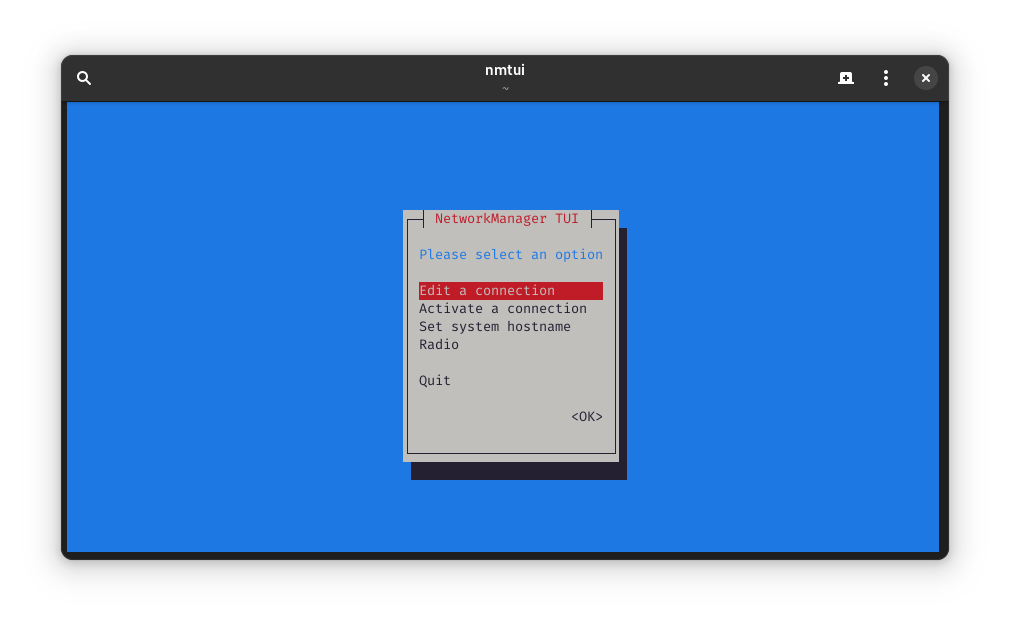 nmtui
~
NetworkManager TUI
Please select an option
Edit a connection
Activate a connection
Set system hostname
Radio
Quit
<OK>